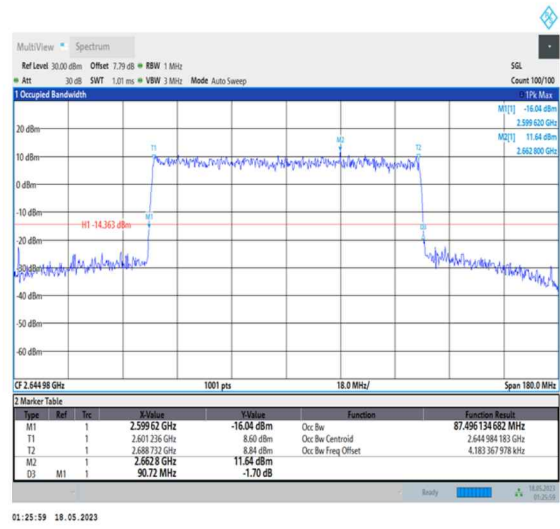 MultiView Spectrum
Ref Level 30.00 dBm Offset 7.79 dB RBW 1 MHz SGL
Att 30 dB SWT 1.01 ms VBW 3 MHz Mode Auto Sweep Count 100/100
1 Occupied Bandwidth 1Pk Max
M1[1] -16.04 dBm
2.599 620 GHz
M2[1] 11.64 dBm
2.662 800 GHz
20 dBm
M2
T1 T2
10 dBm
0 dBm
-10 dBm
M1
H1 -14.363 dBm
D3
-20 dBm
-30 dBm
-40 dBm
-50 dBm
-60 dBm
CF 2.644 98 GHz 1001 pts 18.0 MHz/ Span 180.0 MHz
2 Marker Table
Type Ref Trc X-Value Y-Value Function Function Result
M1 1 2.599 62 GHz -16.04 dBm Occ Bw 87.496 134 682 MHz
T1 1 2.601 236 GHz 8.60 dBm Occ Bw Centroid 2.644 984 183 GHz
T2 1 2.688 732 GHz 8.84 dBm Occ Bw Freq Offset 4.183 367 978 kHz
M2 1 2.662 8 GHz 11.64 dBm
D3 M1 1 90.72 MHz -1.70 dB
Ready 18.05.2023
01:25:59
01:25:59 18.05.2023